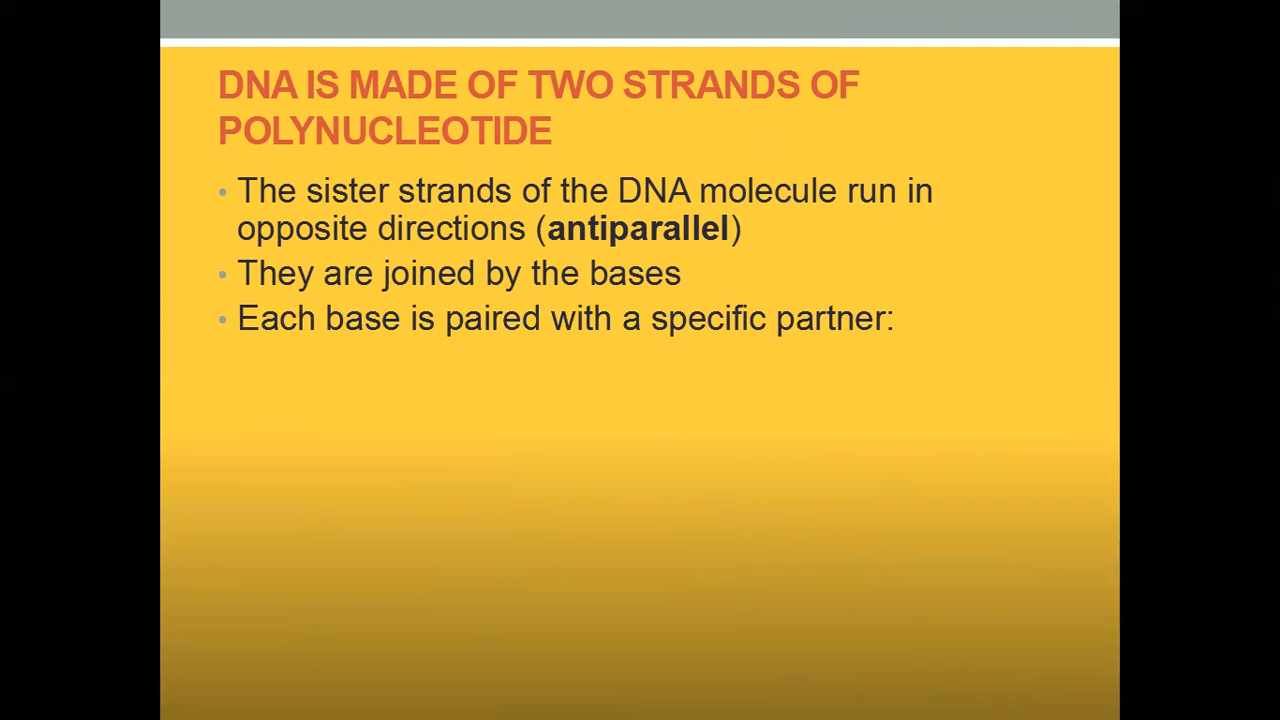 DNA IS MADE OF TWO STRANDS OF
POLYNUCLEOTIDE
• The sister strands of the DNA molecule run in
opposite directions (antiparallel)
• They are joined by the bases
• Each base is paired with a specific partner: